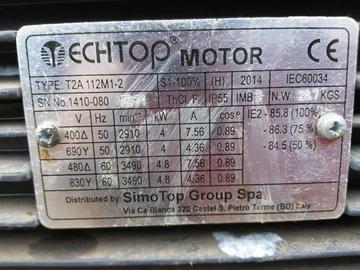 TECHTOP® MOTOR CE
TYPE: T2A 112M1-2 S1-100% (H) 2014 IEC60034
SN No.1410-080 ThCl.F IP55 IMB N.W. KGS
V Hz min-1 kW A cosφ IE2 - 85.8 (100%)
400Δ 50 2910 4 7.56 0.89 - 86.3 (75 %)
690Y 50 2910 4 4.36 0.89 - 84.5 (50 %)
480Δ 60 3490 4.8 7.56 0.89
830Y 60 3490 4.8 4.36 0.89
Distributed by SimoTop Group Spa
Via Ca Bianca 320 Castel S. Pietro Terme (BO) Italy
subito